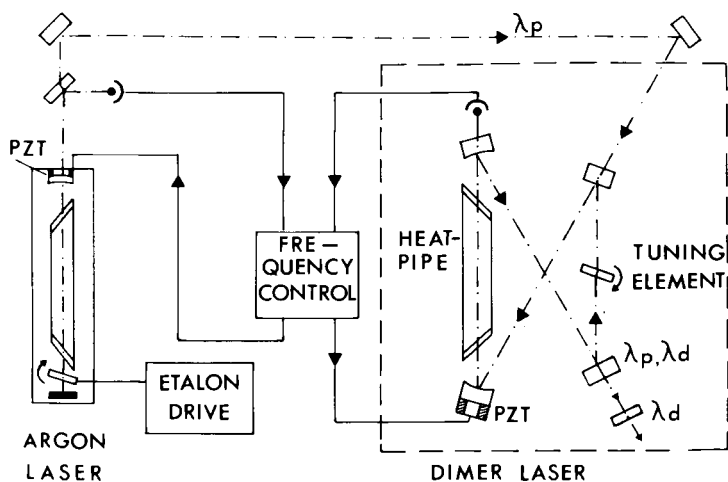 λp
PZT
FRE-
QUENCY
CONTROL
HEAT-
PIPE
TUNING
ELEMENT
λp, λd
ETALON
DRIVE
PZT
λd
ARGON
LASER
DIMER LASER